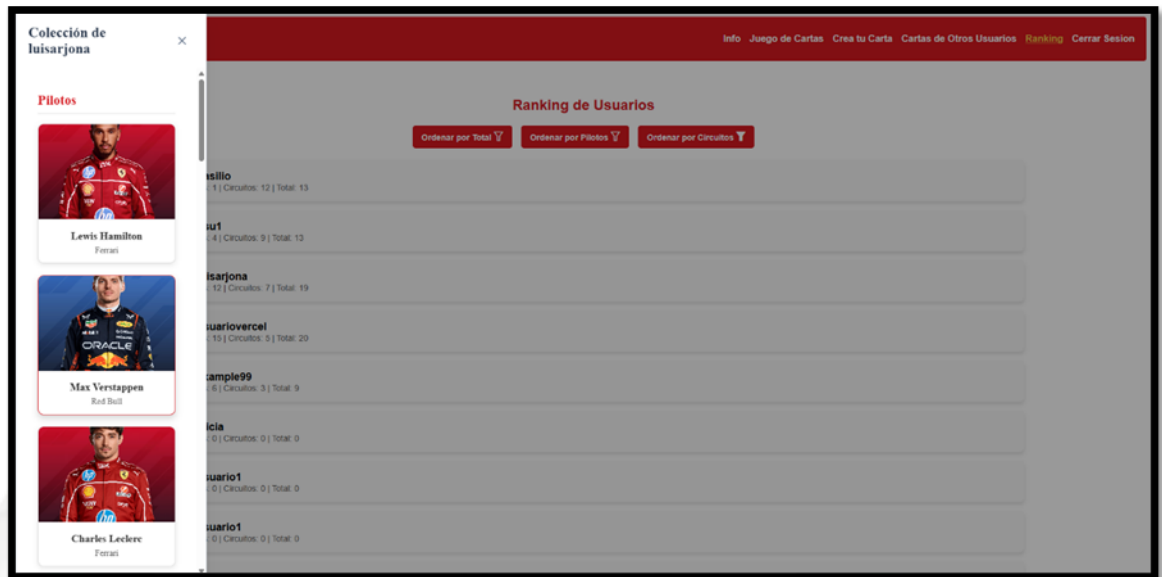 Colección de
luisarjona
×
Info Juego de Cartas Crea tu Carta Cartas de Otros Usuarios Ranking Cerrar Sesion
Pilotos
Ranking de Usuarios
Ordenar por Total Ordenar por Pilotos Ordenar por Circuitos
Lewis Hamilton
Ferrari
ORACLE
Max Verstappen
Red Bull
Charles Leclerc
Ferrari
asilio
: 1 | Circuitos: 12 | Total: 13
su1
: 4 | Circuitos: 9 | Total: 13
isarjona
: 12 | Circuitos: 7 | Total: 19
suariovercel
: 15 | Circuitos: 5 | Total: 20
ample99
: 6 | Circuitos: 3 | Total: 9
icia
: 0 | Circuitos: 0 | Total: 0
suario1
: 0 | Circuitos: 0 | Total: 0
suario1
: 0 | Circuitos: 0 | Total: 0